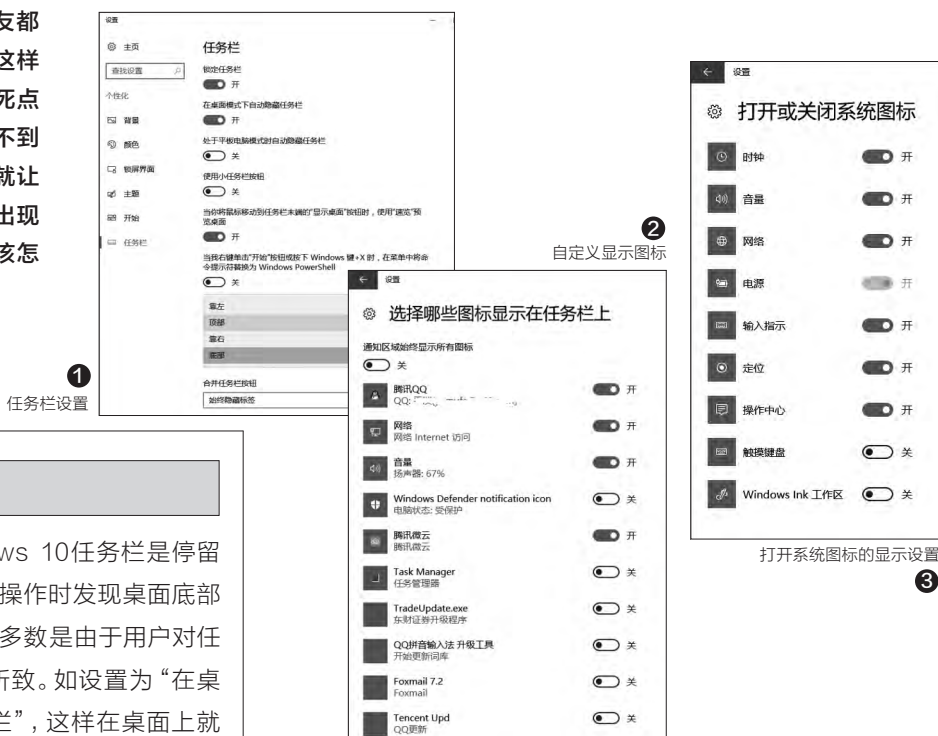 友都
这样
死点
不到
就让
出现
该怎
设置
主页
查找设置
个性化
背景
颜色
锁屏界面
主题
开始
任务栏
任务栏
锁定任务栏
开
在桌面模式下自动隐藏任务栏
开
处于平板电脑模式时自动隐藏任务栏
关
使用小任务栏按钮
关
当你将鼠标移动到任务栏末端的"显示桌面"按钮时，使用"速览"预
览桌面
开
当我右键单击"开始"按钮或按下 Windows 键+X 时，在菜单中将命
令提示符替换为 Windows PowerShell
关
靠左
顶部
靠右
底部
合并任务栏按钮
始终隐藏标签
❶
任务栏设置
❷
自定义显示图标
设置
选择哪些图标显示在任务栏上
通知区域始终显示所有图标
关
腾讯QQ
QQ:
开
网络
网络 Internet 访问
开
音量
扬声器: 67%
开
Windows Defender notification icon
电脑状态: 受保护
关
腾讯微云
腾讯微云
开
Task Manager
任务管理器
关
TradeUpdate.exe
东财证券升级程序
关
QQ拼音输入法 升级工具
开始更新词库
关
Foxmail 7.2
Foxmail
关
Tencent Upd
QQ更新
关
设置
打开或关闭系统图标
时钟 开
音量 开
网络 开
电源 开
输入指示 开
定位 开
操作中心 开
触摸键盘 关
Windows Ink 工作区 关
打开系统图标的显示设置
❸
ws 10任务栏是停留
操作时发现桌面底部
多数是由于用户对任
所致。如设置为“在桌
栏”，这样在桌面上就